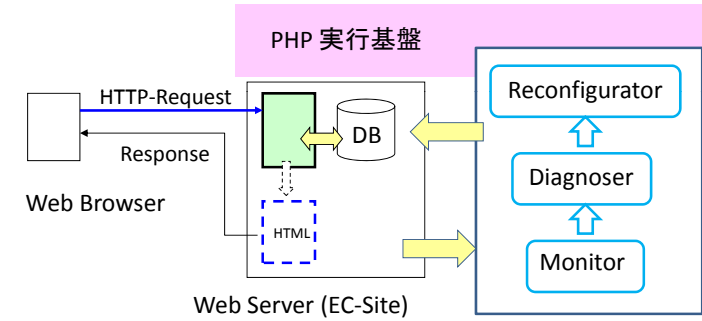 PHP 実行基盤
HTTP-Request
Response
Web Browser
DB
HTML
Web Server (EC-Site)
Reconfigurator
Diagnoser
Monitor